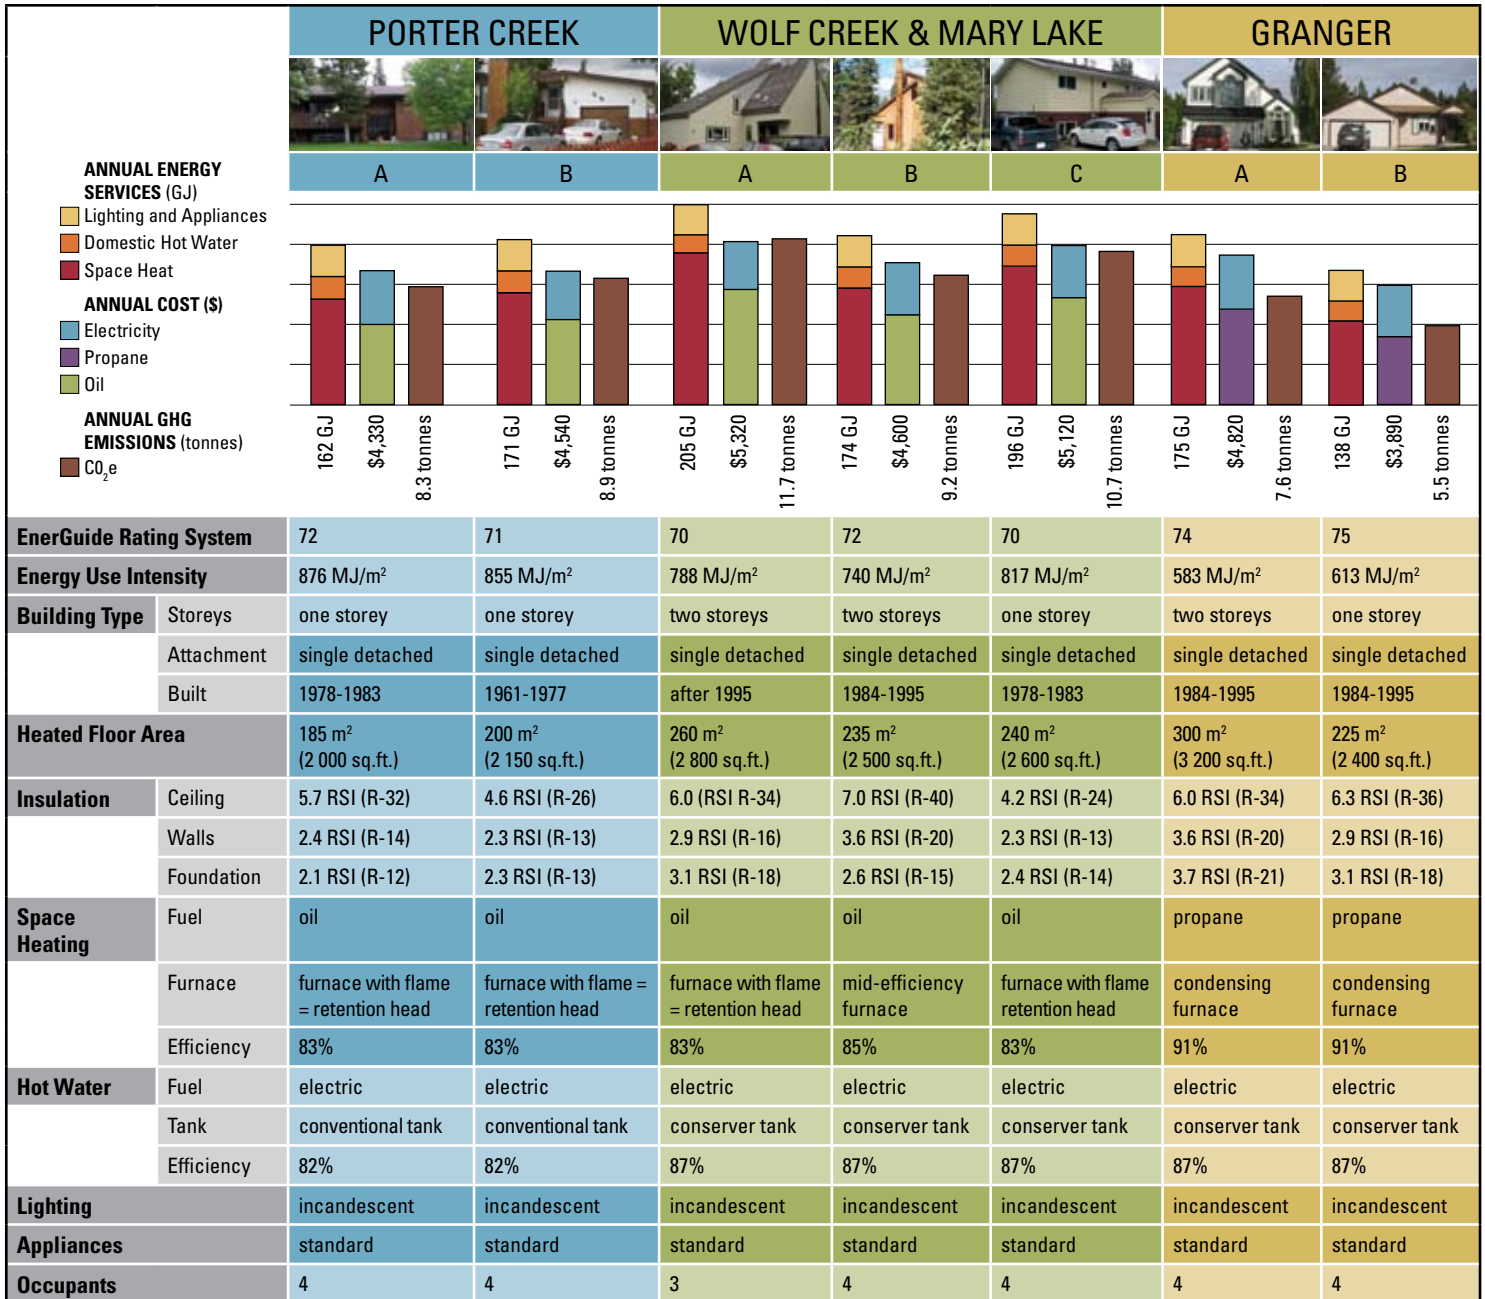 PORTER CREEK
WOLF CREEK & MARY LAKE
GRANGER
ANNUAL ENERGY
SERVICES (GJ)
Lighting and Appliances
Domestic Hot Water
Space Heat
ANNUAL COST ($)
Electricity
Propane
Oil
ANNUAL GHG
EMISSIONS (tonnes)
CO₂e
A B A B C A B
162 GJ $4,330 8.3 tonnes
171 GJ $4,540 8.9 tonnes
205 GJ $5,320 11.7 tonnes
174 GJ $4,600 9.2 tonnes
196 GJ $5,120 10.7 tonnes
175 GJ $4,820 7.6 tonnes
138 GJ $3,890 5.5 tonnes
EnerGuide Rating System 72 71 70 72 70 74 75
Energy Use Intensity 876 MJ/m² 855 MJ/m² 788 MJ/m² 740 MJ/m² 817 MJ/m² 583 MJ/m² 613 MJ/m²
Building Type Storeys one storey one storey two storeys two storeys one storey two storeys one storey
Attachment single detached single detached single detached single detached single detached single detached single detached
Built 1978-1983 1961-1977 after 1995 1984-1995 1978-1983 1984-1995 1984-1995
Heated Floor Area 185 m² 200 m² 260 m² 235 m² 240 m² 300 m² 225 m²
(2 000 sq.ft.) (2 150 sq.ft.) (2 800 sq.ft.) (2 500 sq.ft.) (2 600 sq.ft.) (3 200 sq.ft.) (2 400 sq.ft.)
Insulation Ceiling 5.7 RSI (R-32) 4.6 RSI (R-26) 6.0 (RSI R-34) 7.0 RSI (R-40) 4.2 RSI (R-24) 6.0 RSI (R-34) 6.3 RSI (R-36)
Walls 2.4 RSI (R-14) 2.3 RSI (R-13) 2.9 RSI (R-16) 3.6 RSI (R-20) 2.3 RSI (R-13) 3.6 RSI (R-20) 2.9 RSI (R-16)
Foundation 2.1 RSI (R-12) 2.3 RSI (R-13) 3.1 RSI (R-18) 2.6 RSI (R-15) 2.4 RSI (R-14) 3.7 RSI (R-21) 3.1 RSI (R-18)
Space Fuel oil oil oil oil oil propane propane
Heating
Furnace furnace with flame furnace with flame = furnace with flame mid-efficiency furnace with flame condensing condensing
= retention head retention head = retention head furnace retention head furnace furnace
Efficiency 83% 83% 83% 85% 83% 91% 91%
Hot Water Fuel electric electric electric electric electric electric electric
Tank conventional tank conventional tank conserver tank conserver tank conserver tank conserver tank conserver tank
Efficiency 82% 82% 87% 87% 87% 87% 87%
Lighting incandescent incandescent incandescent incandescent incandescent incandescent incandescent
Appliances standard standard standard standard standard standard standard
Occupants 4 4 3 4 4 4 4